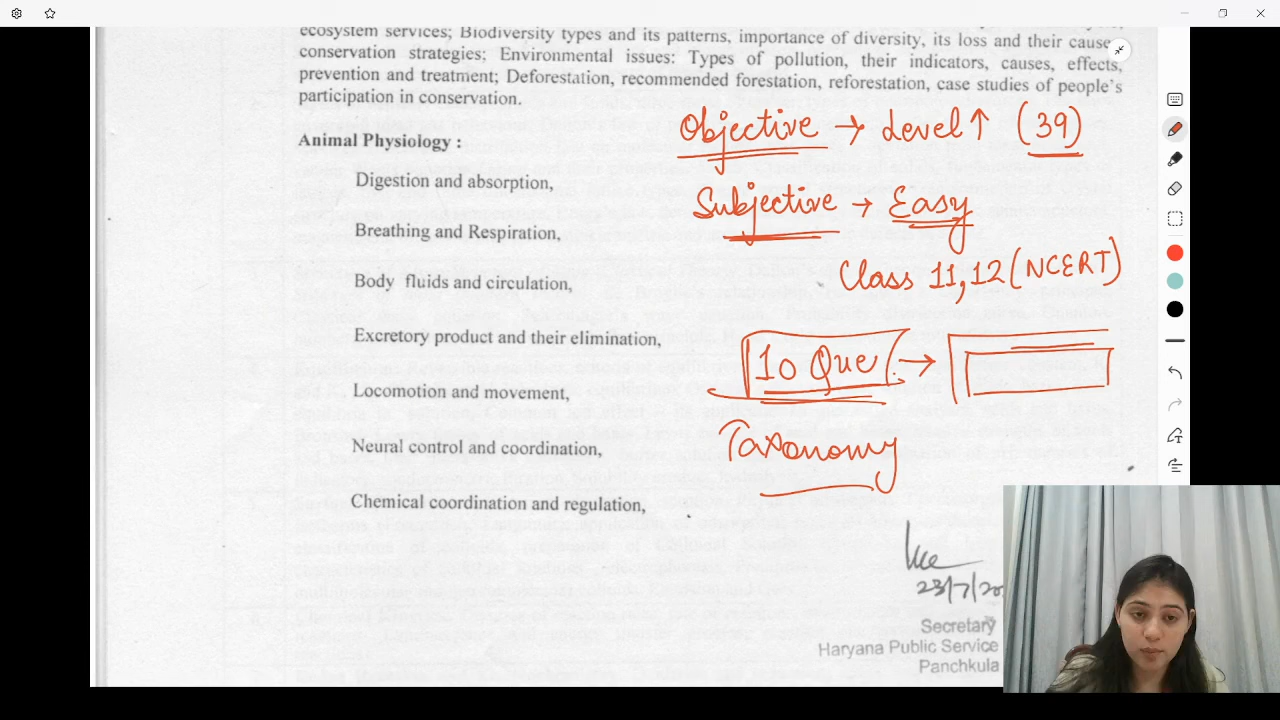 ecosystem services; Biodiversity types and its patterns, importance of diversity, its loss and their cause
conservation strategies; Environmental issues: Types of pollution, their indicators, causes, effects,
prevention and treatment; Deforestation, recommended forestation, reforestation, case studies of people's
participation in conservation.
Objective → Level ↑ (39)
Animal Physiology :
Digestion and absorption,
Subjective → Easy
Breathing and Respiration,
Class 11, 12 (NCERT)
Body fluids and circulation,
Excretory product and their elimination,
10 Que →
Locomotion and movement,
Taxonomy
Neural control and coordination,
Chemical coordination and regulation,
23/7/20
Secretary
Haryana Public Service
Panchkula